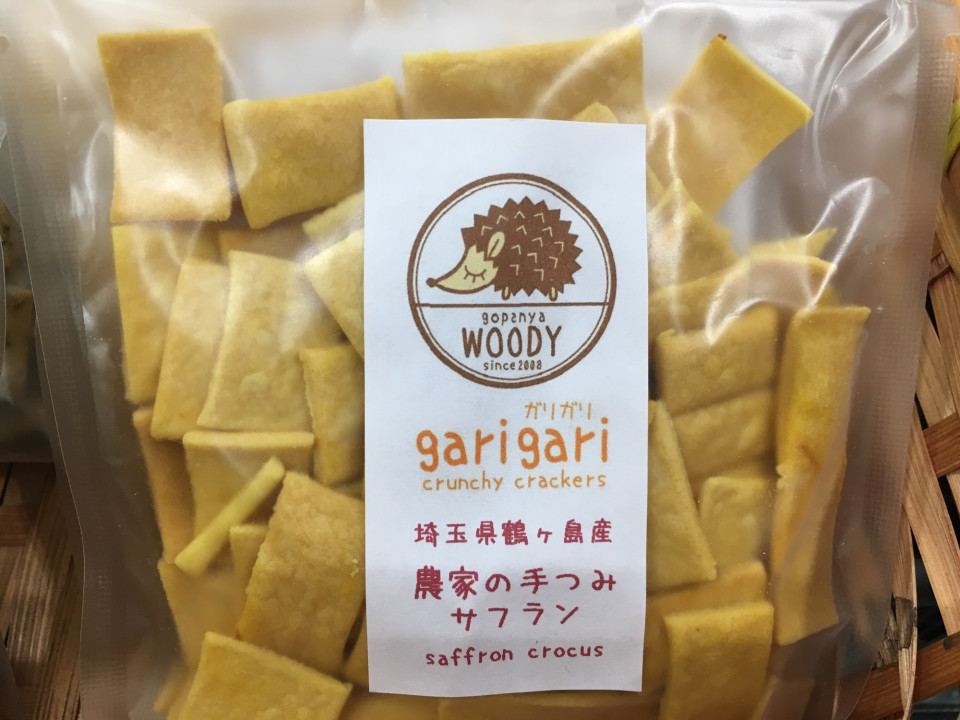 gopanya
WOODY
since2008
ガリガリ
garigari
crunchy crackers
埼玉県鶴ヶ島産
農家の手つみ
サフラン
saffron crocus